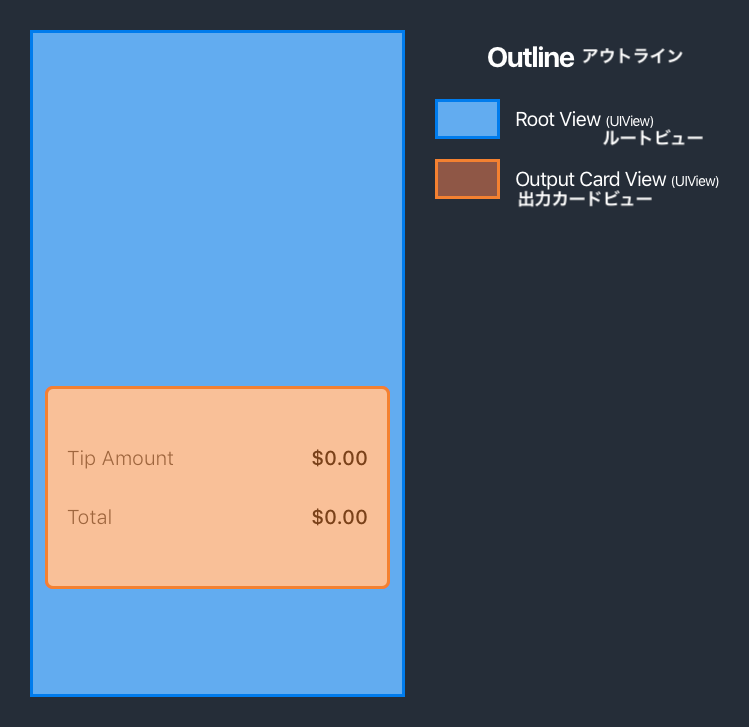 Outline アウトライン
Root View (UIView)
ルートビュー
Output Card View (UIView)
出力カードビュー
Tip Amount $0.00
Total $0.00